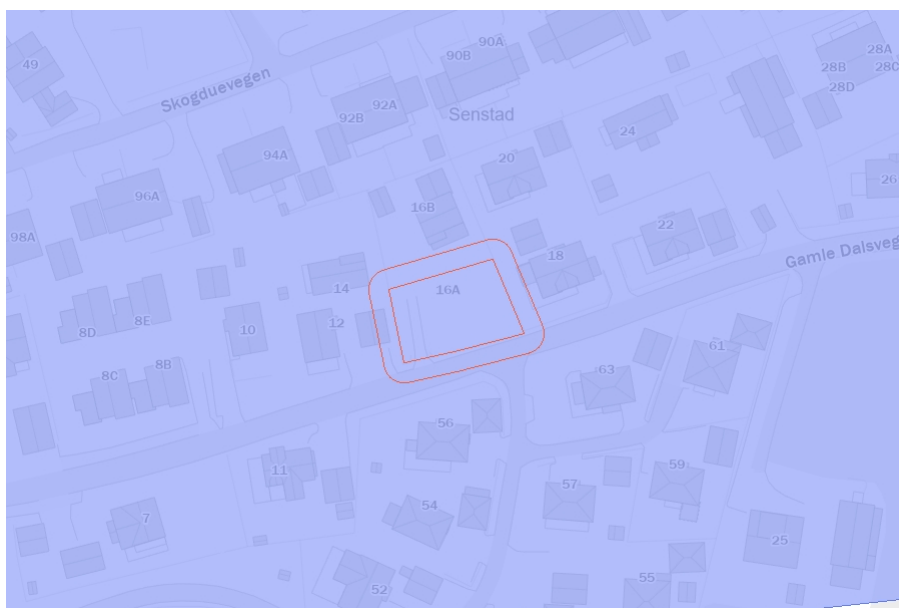 90A
90B
28A
28B
28C
49
Skogduevegen
92A
28D
92B
Senstad
24
94A
20
26
96A
16B
22
98A
18
Gamle Dalsveg
14
16A
8E
12
8D
10
61
8B
63
8C
56
11
59
57
54
7
25
55
52